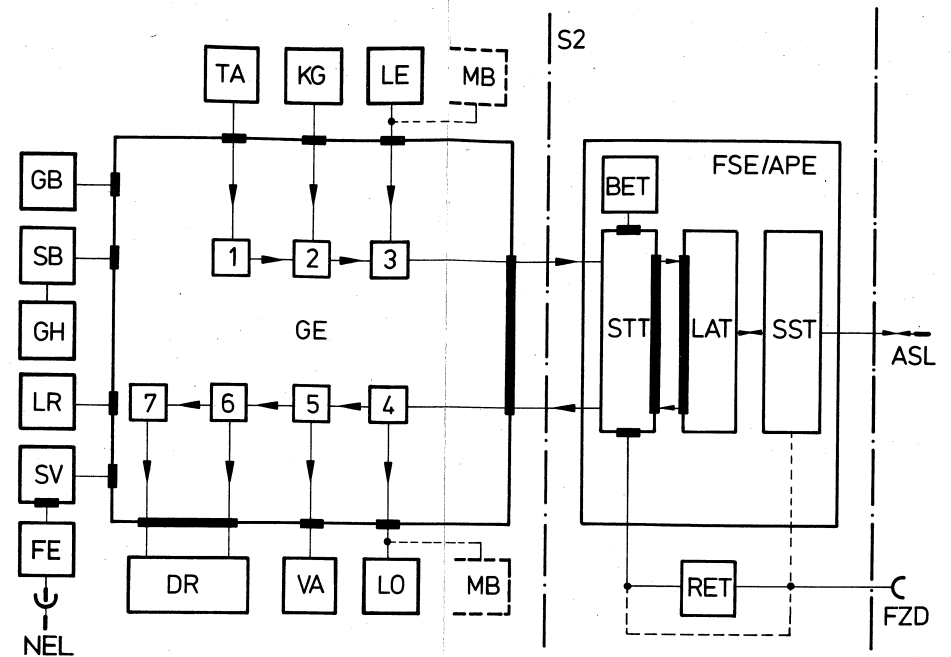 S2
TA
KG
LE
MB
FSE/APE
GB
BET
SB
1
2
3
GH
GE
STT
LAT
SST
ASL
LR
7
6
5
4
SV
FE
DR
VA
LO
MB
RET
FZD
NEL